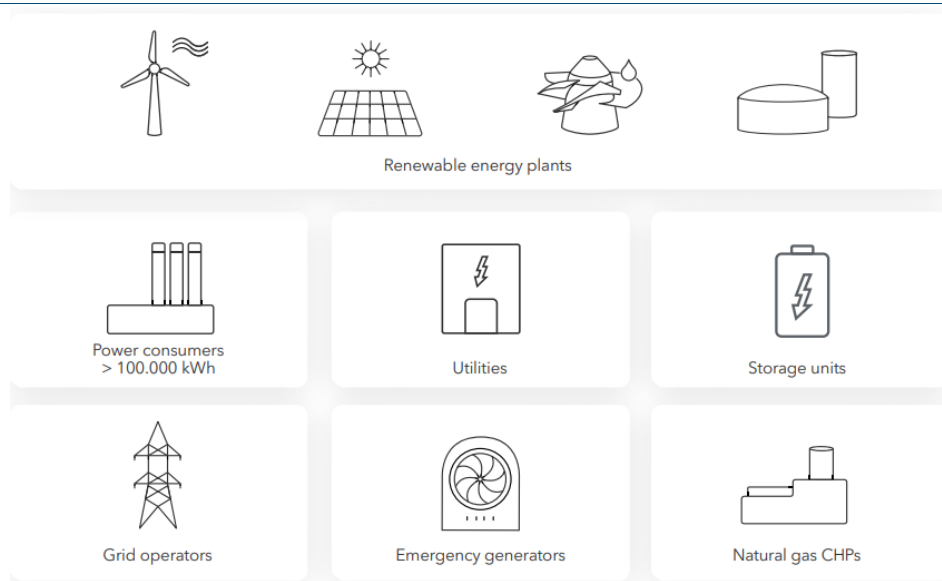 Renewable energy plants
Power consumers
> 100.000 kWh
Utilities
Storage units
Grid operators
Emergency generators
Natural gas CHPs